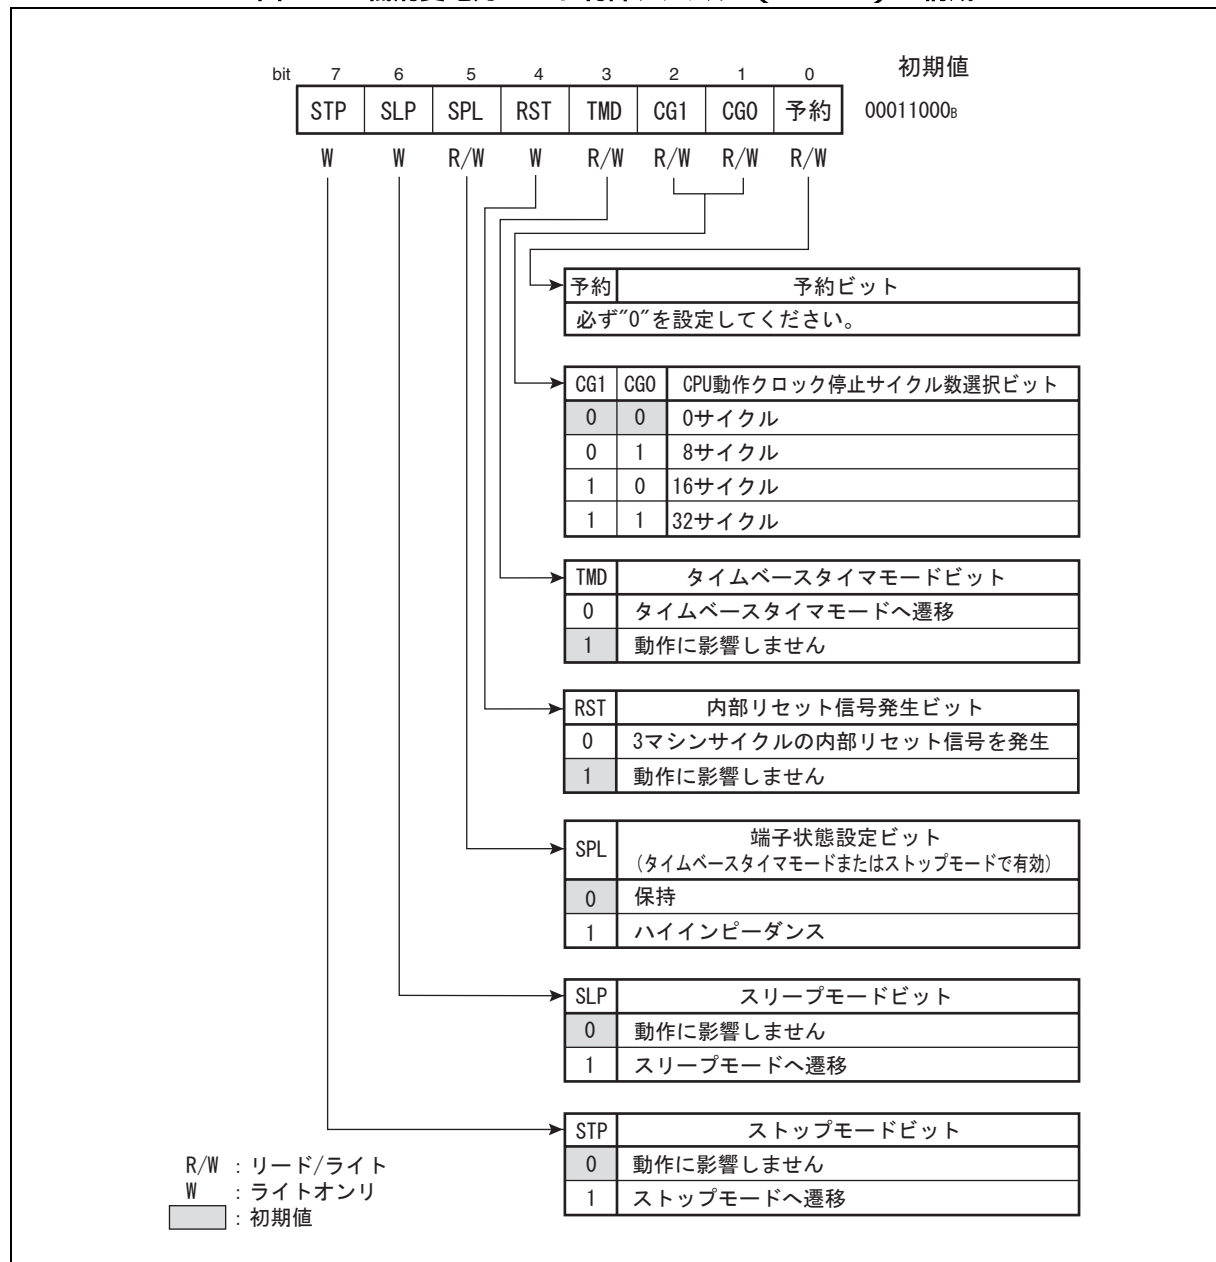 bit 7 6 5 4 3 2 1 0 初期値
STP SLP SPL RST TMD CG1 CG0 予約 00011000B
W W R/W W R/W R/W R/W R/W
予約 予約ビット
必ず"0"を設定してください。
CG1 CG0 CPU動作クロック停止サイクル数選択ビット
0 0 0サイクル
0 1 8サイクル
1 0 16サイクル
1 1 32サイクル
TMD タイムベースタイマモードビット
0 タイムベースタイマモードへ遷移
1 動作に影響しません
RST 内部リセット信号発生ビット
0 3マシンサイクルの内部リセット信号を発生
1 動作に影響しません
SPL 端子状態設定ビット
(タイムベースタイマモードまたはストップモードで有効)
0 保持
1 ハイインピーダンス
SLP スリープモードビット
0 動作に影響しません
1 スリープモードへ遷移
STP ストップモードビット
0 動作に影響しません
1 ストップモードへ遷移
R/W : リード/ライト
W : ライトオンリ
: 初期値